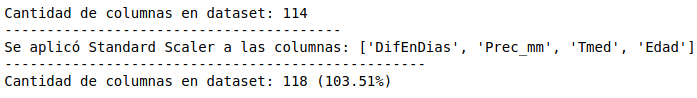 Cantidad de columnas en dataset: 114
----------------------------------------
Se aplicó Standard Scaler a las columnas: ['DifEnDias', 'Prec_mm', 'Tmed', 'Edad']
--------------------------------------------------
Cantidad de columnas en dataset: 118 (103.51%)